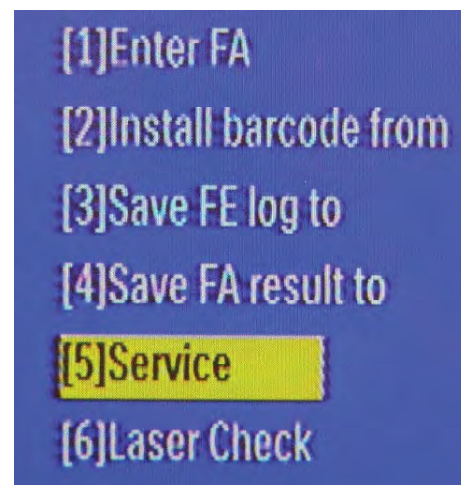 [1]Enter FA
[2]Install barcode from
[3]Save FE log to
[4]Save FA result to
[5]Service
[6]Laser Check